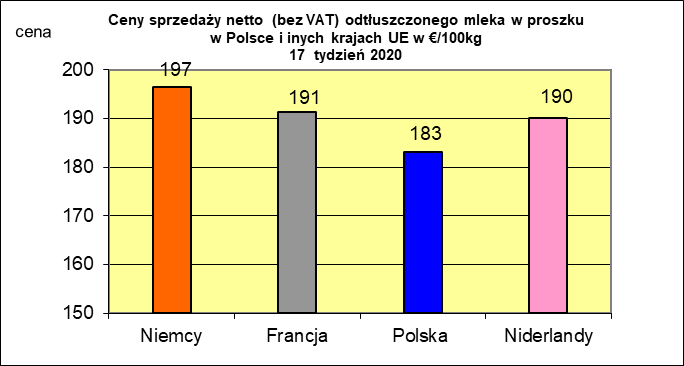 Ceny sprzedaży netto (bez VAT) odtłuszczonego mleka w proszku
w Polsce i inych krajach UE w €/100kg
17 tydzień 2020
cena
200
190
180
170
160
150
197
191
183
190
Niemcy
Francja
Polska
Niderlandy